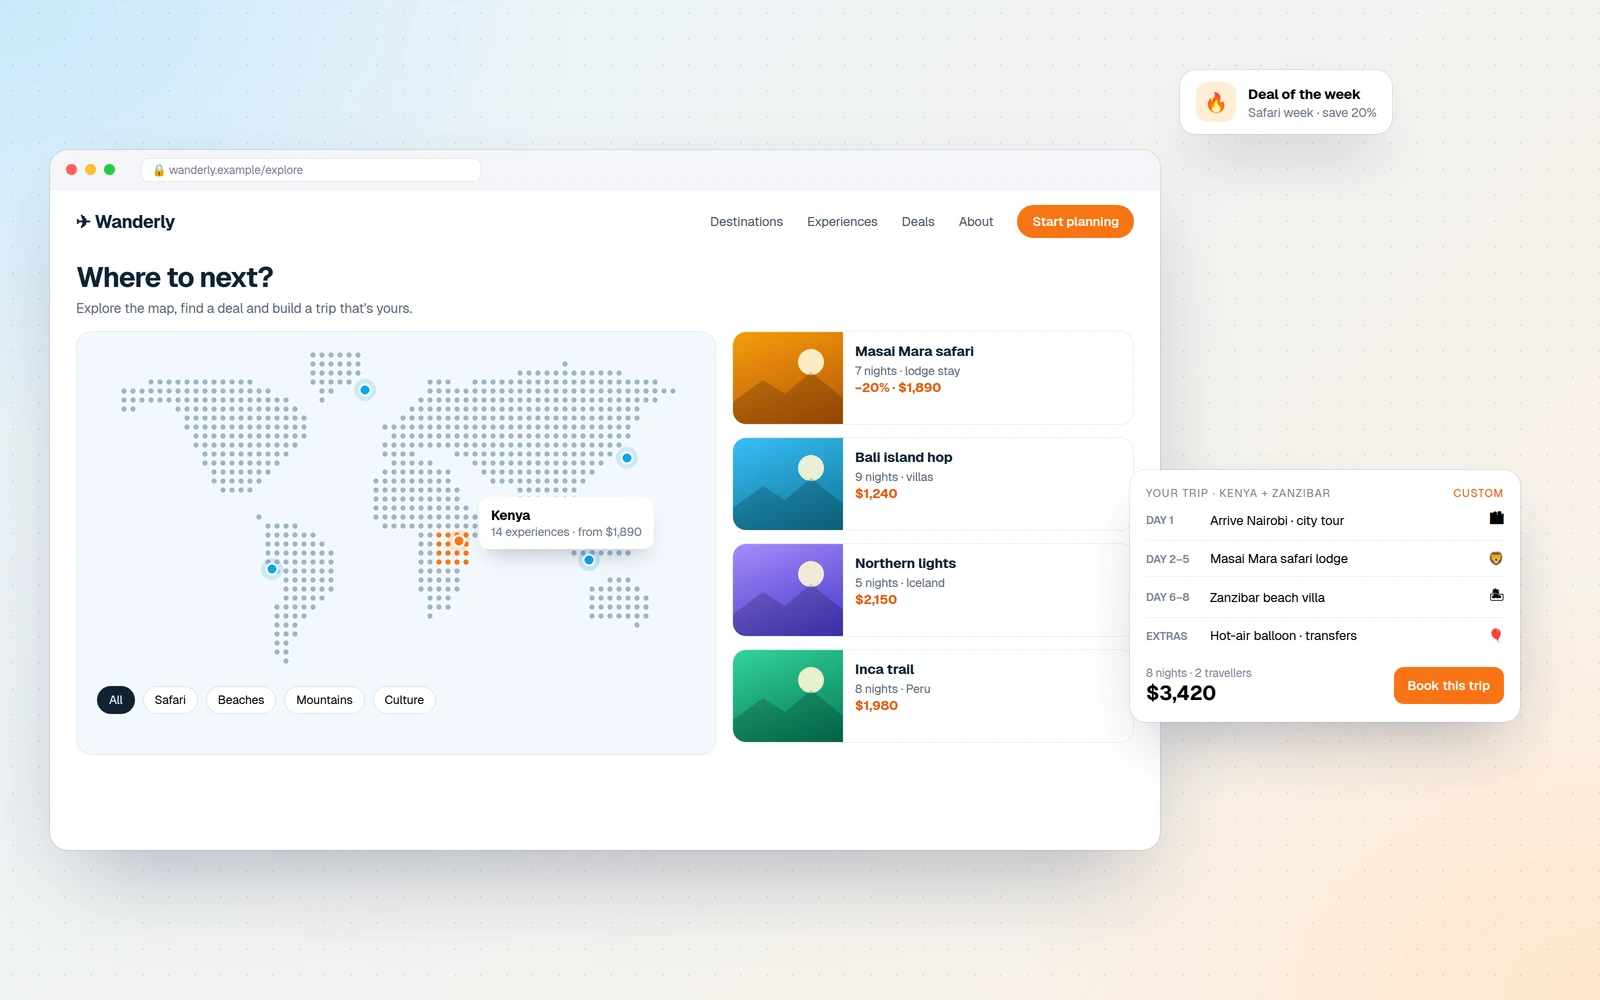 Deal of the week
Safari week · save 20%
wanderly.example/explore
Wanderly
Destinations
Experiences
Deals
About
Start planning
Where to next?
Explore the map, find a deal and build a trip that's yours.
Kenya
14 experiences · from $1,890
All
Safari
Beaches
Mountains
Culture
Masai Mara safari
7 nights · lodge stay
−20% · $1,890
Bali island hop
9 nights · villas
$1,240
Northern lights
5 nights · Iceland
$2,150
Inca trail
8 nights · Peru
$1,980
YOUR TRIP · KENYA + ZANZIBAR
CUSTOM
DAY 1 Arrive Nairobi · city tour
DAY 2–5 Masai Mara safari lodge
DAY 6–8 Zanzibar beach villa
EXTRAS Hot-air balloon · transfers
8 nights · 2 travellers
$3,420
Book this trip